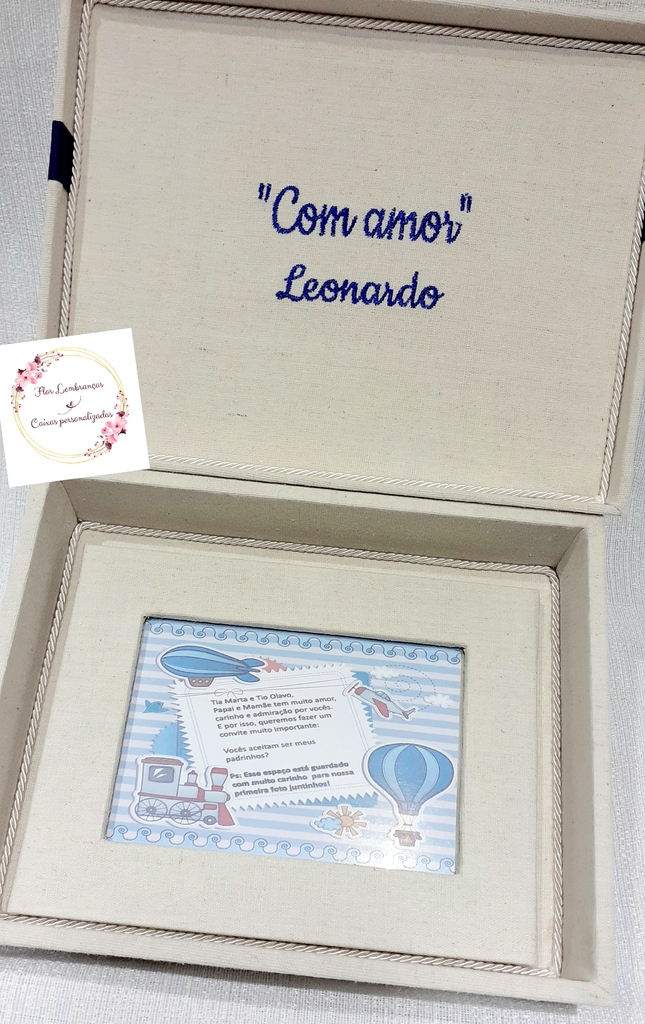 "Com amor"
Leonardo
Flor Lembranças
e
Caixas personalizadas
Tia Marta e Tio Olavo,
Papai e Mamãe tem muito amor,
carinho e admiração por vocês.
E por isso, queremos fazer um
convite muito importante:
Vocês aceitam ser meus
padrinhos?
Ps: Esse espaço está guardado
com muito carinho para nossa
primeira foto juntinhos!